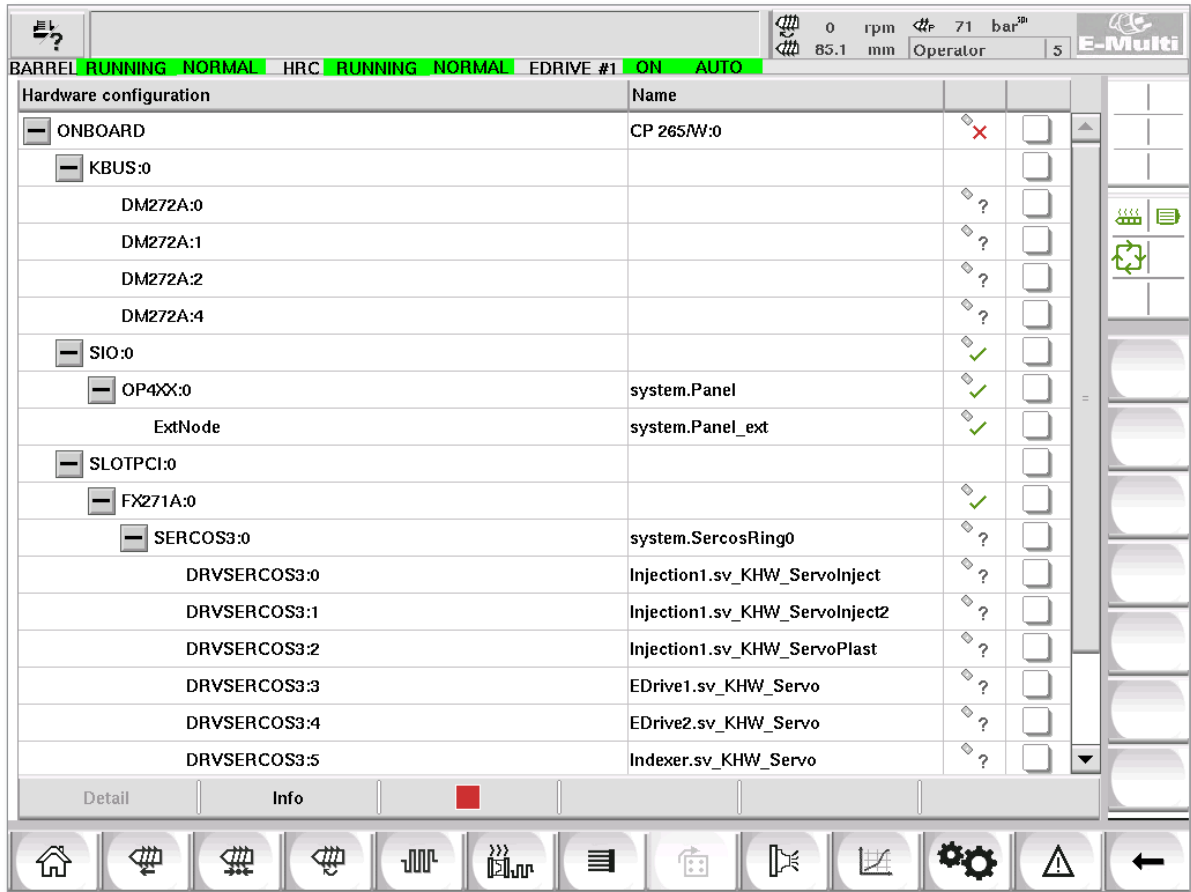 0 rpm P 71 bar
85.1 mm Operator 5
E-Multi
BARREL RUNNING NORMAL HRC RUNNING NORMAL EDRIVE #1 ON AUTO
Hardware configuration Name
ONBOARD CP 265/W:0
KBUS:0
DM272A:0 ?
DM272A:1 ?
DM272A:2 ?
DM272A:4 ?
SIO:0
OP4XX:0 system.Panel
ExtNode system.Panel_ext
SLOTPCI:0
FX271A:0
SERCOS3:0 system.SercosRing0 ?
DRVSERCOS3:0 Injection1.sv_KHW_ServoInject ?
DRVSERCOS3:1 Injection1.sv_KHW_ServoInject2 ?
DRVSERCOS3:2 Injection1.sv_KHW_ServoPlast ?
DRVSERCOS3:3 EDrive1.sv_KHW_Servo ?
DRVSERCOS3:4 EDrive2.sv_KHW_Servo ?
DRVSERCOS3:5 Indexer.sv_KHW_Servo ?
Detail Info